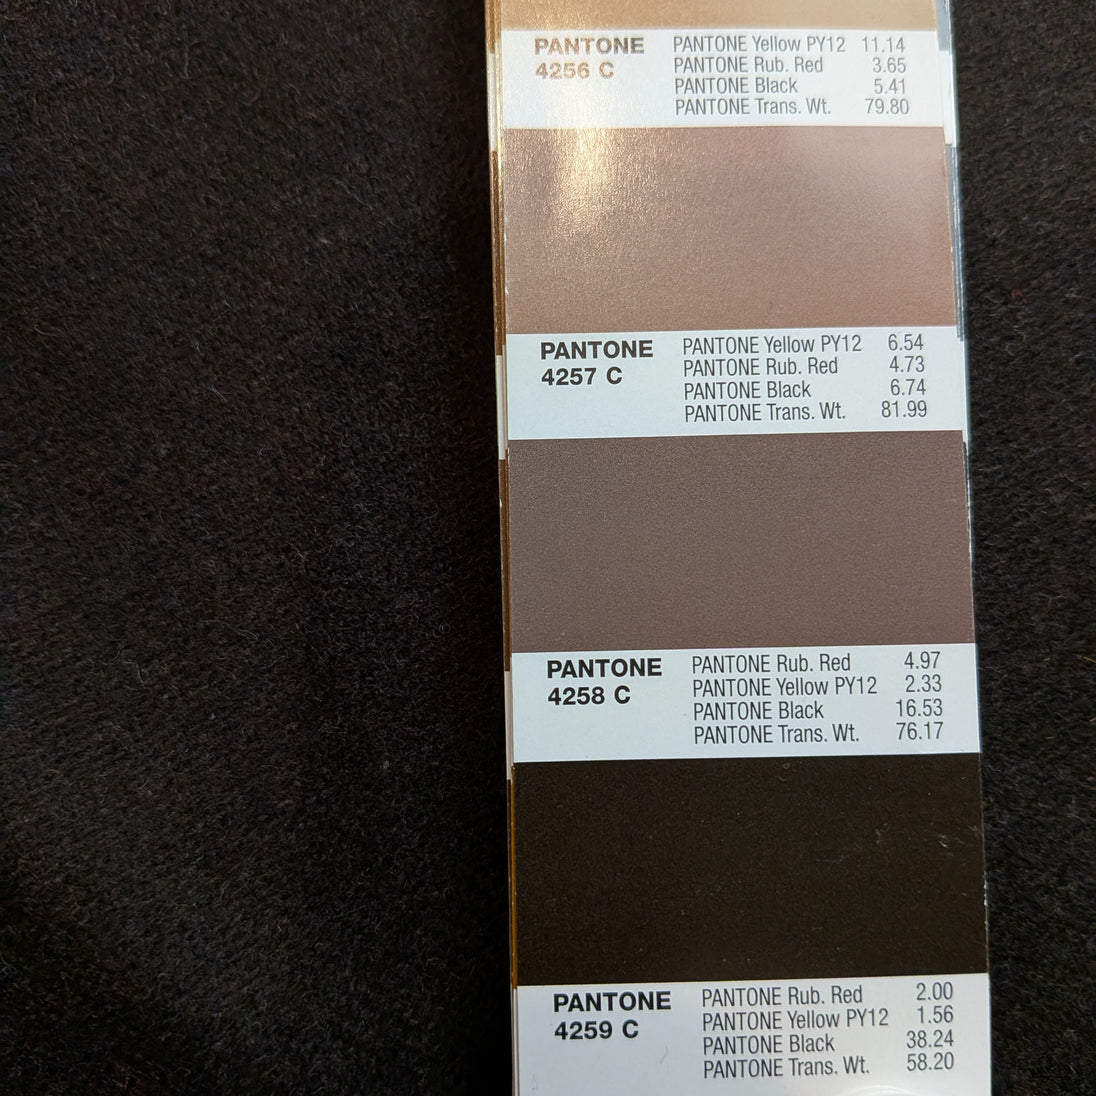 PANTONE
4256 C
PANTONE Yellow PY12 11.14
PANTONE Rub. Red 3.65
PANTONE Black 5.41
PANTONE Trans. Wt. 79.80
PANTONE
4257 C
PANTONE Yellow PY12 6.54
PANTONE Rub. Red 4.73
PANTONE Black 6.74
PANTONE Trans. Wt. 81.99
PANTONE
4258 C
PANTONE Rub. Red 4.97
PANTONE Yellow PY12 2.33
PANTONE Black 16.53
PANTONE Trans. Wt. 76.17
PANTONE
4259 C
PANTONE Rub. Red 2.00
PANTONE Yellow PY12 1.56
PANTONE Black 38.24
PANTONE Trans. Wt. 58.20